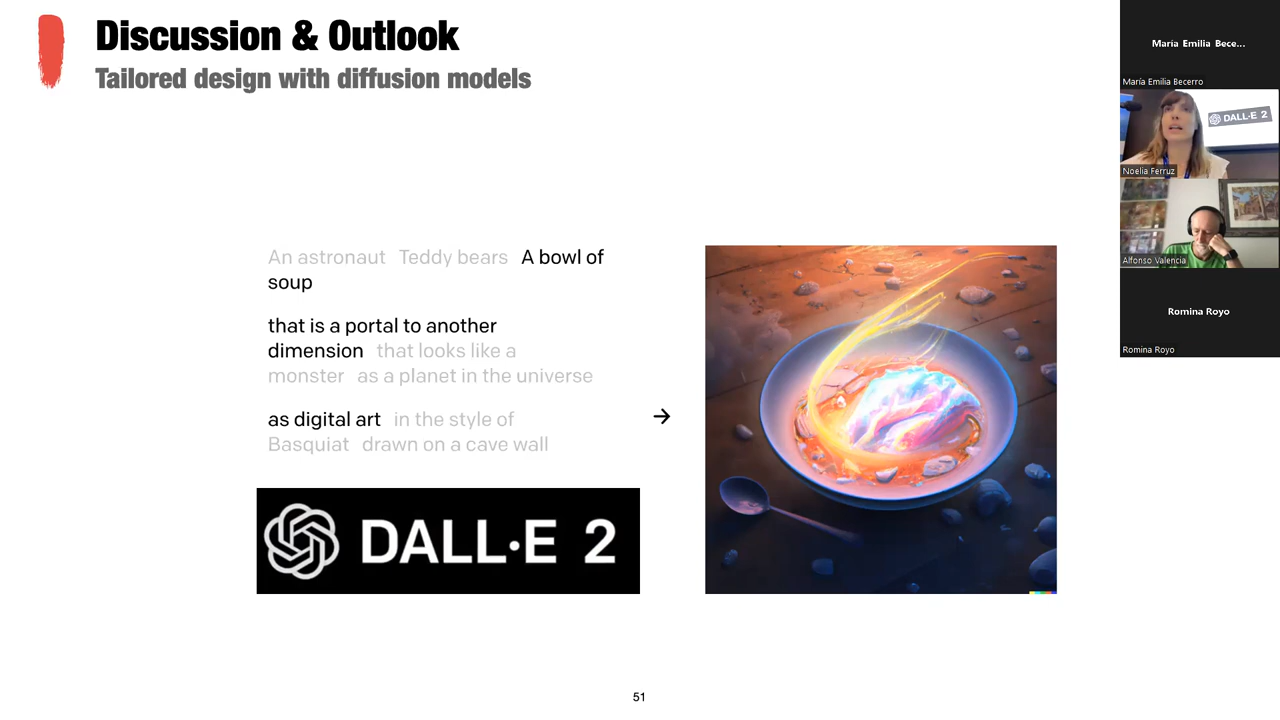 Discussion & Outlook
Tailored design with diffusion models
An astronaut Teddy bears A bowl of
soup
that is a portal to another
dimension that looks like a
monster as a planet in the universe
as digital art in the style of
Basquiat drawn on a cave wall
→
DALL·E 2
51
María Emilia Bece...
María Emilia Becerro
DALL·E 2
Noelia Ferruz
Alfonso Valencia
Romina Royo
Romina Royo